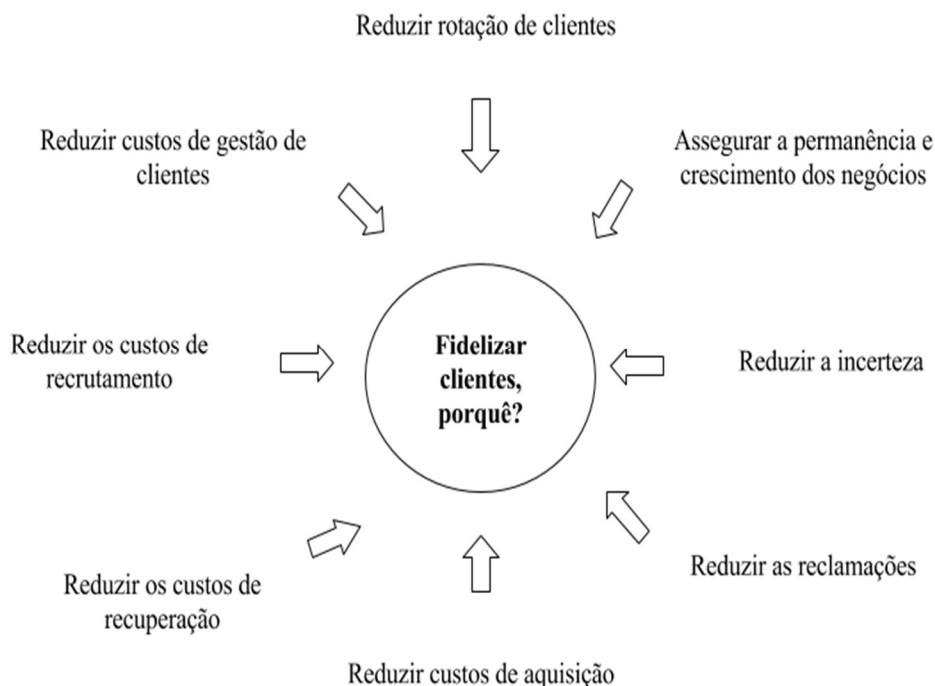 Reduzir rotação de clientes
Reduzir custos de gestão de
clientes
Assegurar a permanência e
crescimento dos negócios
Reduzir os custos de
recrutamento
Fidelizar
clientes,
porquê?
Reduzir a incerteza
Reduzir os custos de
recuperação
Reduzir as reclamações
Reduzir custos de aquisição